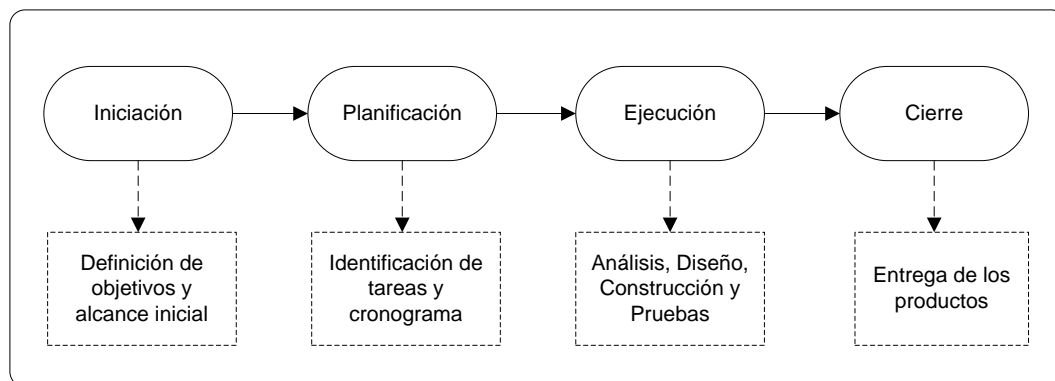 Iniciación
Planificación
Ejecución
Cierre
Definición de
objetivos y
alcance inicial
Identificación de
tareas y
cronograma
Análisis, Diseño,
Construcción y
Pruebas
Entrega de los
productos